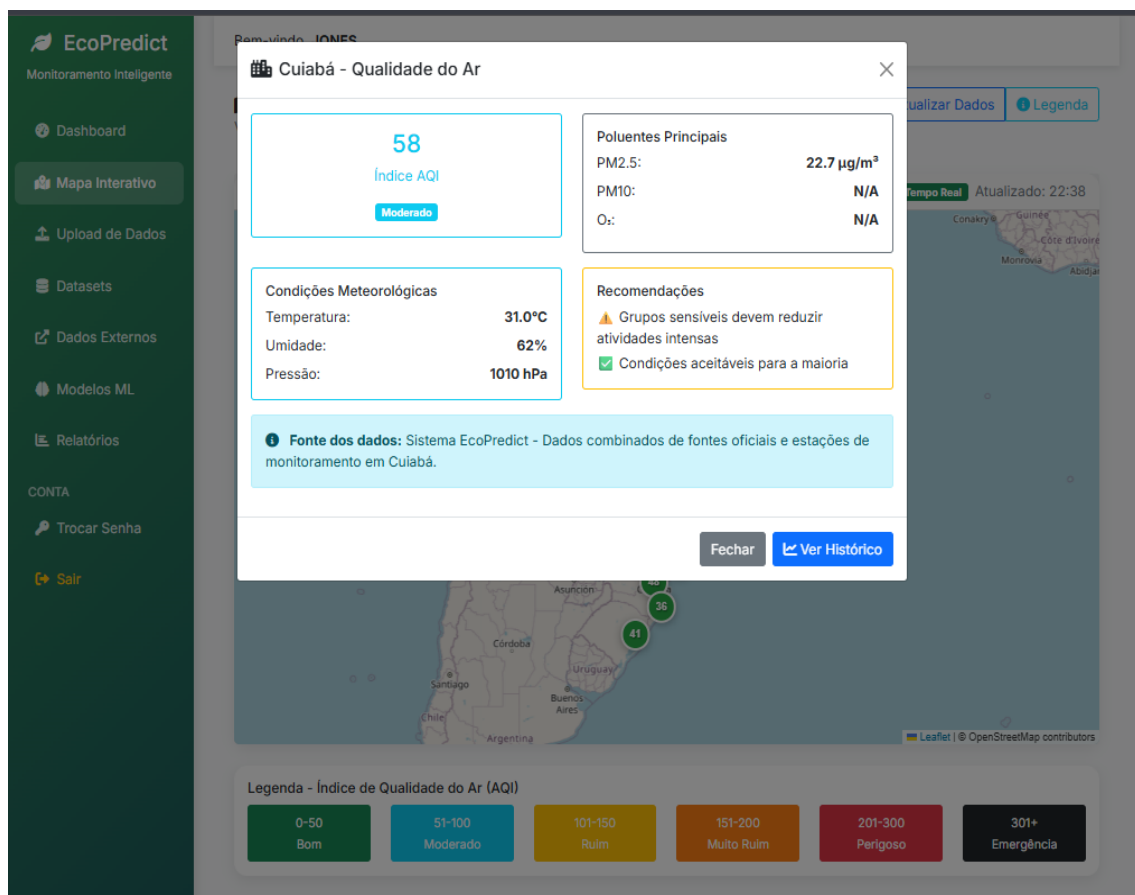 EcoPredict
Monitoramento Inteligente
Dashboard
Mapa Interativo
Upload de Dados
Datasets
Dados Externos
Modelos ML
Relatórios
CONTA
Trocar Senha
Sair
Bem-vindo, JONES
Cuiabá - Qualidade do Ar
58
Índice AQI
Moderado
Poluentes Principais
PM2.5: 22.7 µg/m³
PM10: N/A
O₃: N/A
Condições Meteorológicas
Temperatura: 31.0°C
Umidade: 62%
Pressão: 1010 hPa
Recomendações
Grupos sensíveis devem reduzir
atividades intensas
Condições aceitáveis para a maioria
Fonte dos dados: Sistema EcoPredict - Dados combinados de fontes oficiais e estações de
monitoramento em Cuiabá.
Fechar
Ver Histórico
ualizar Dados
Legenda
Tempo Real
Atualizado: 22:38
Conakry
Guinée
Côte d'Ivoire
Monrovia
Abidjan
Asuncion
48
36
41
Córdoba
Uruguay
Santiago
Buenos
Aires
Chile
Argentina
Leaflet | © OpenStreetMap contributors
Legenda - Índice de Qualidade do Ar (AQI)
0-50
Bom
51-100
Moderado
101-150
Ruim
151-200
Muito Ruim
201-300
Perigoso
301+
Emergência